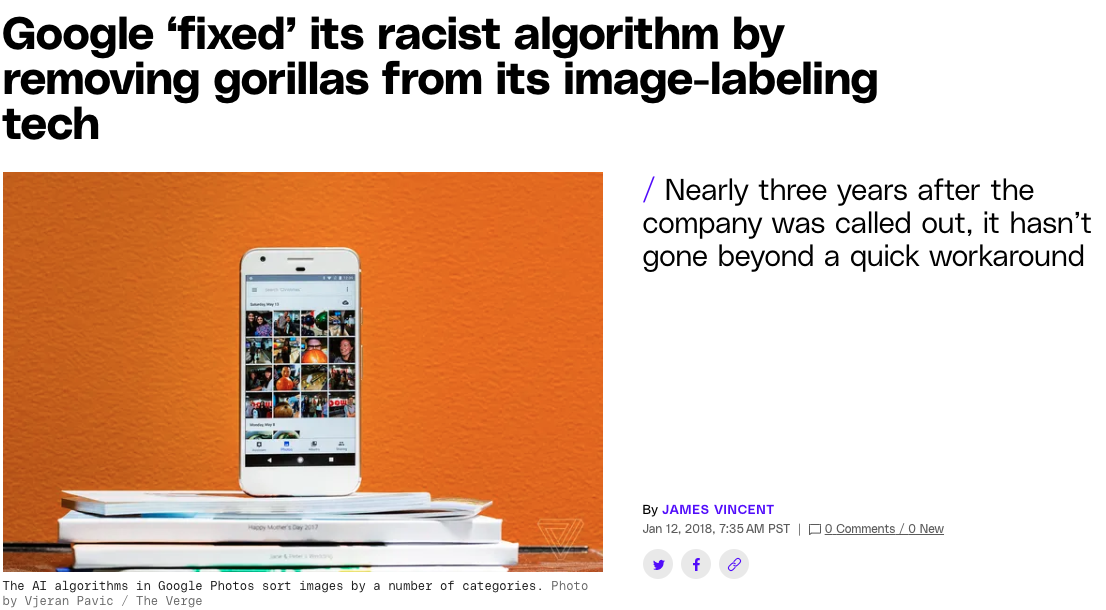 Google ‘fixed’ its racist algorithm by
removing gorillas from its image-labeling
tech
/ Nearly three years after the
company was called out, it hasn’t
gone beyond a quick workaround
Saturday, May 13
Monday, May 8
Happy Mother's Day 2017
By JAMES VINCENT
Jan 12, 2018, 7:35 AM PST | 0 Comments / 0 New
The AI algorithms in Google Photos sort images by a number of categories. Photo
by Vjeran Pavic / The Verge